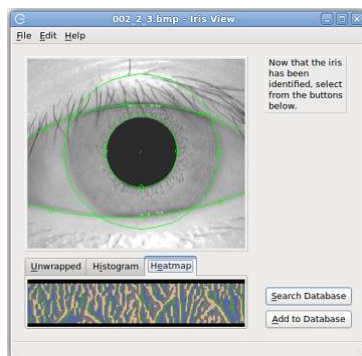 002_2_3.bmp - Iris View
File Edit Help
Now that the iris
has been
identified, select
from the buttons
below.
Unwrapped Histogram Heatmap
Search Database
Add to Database